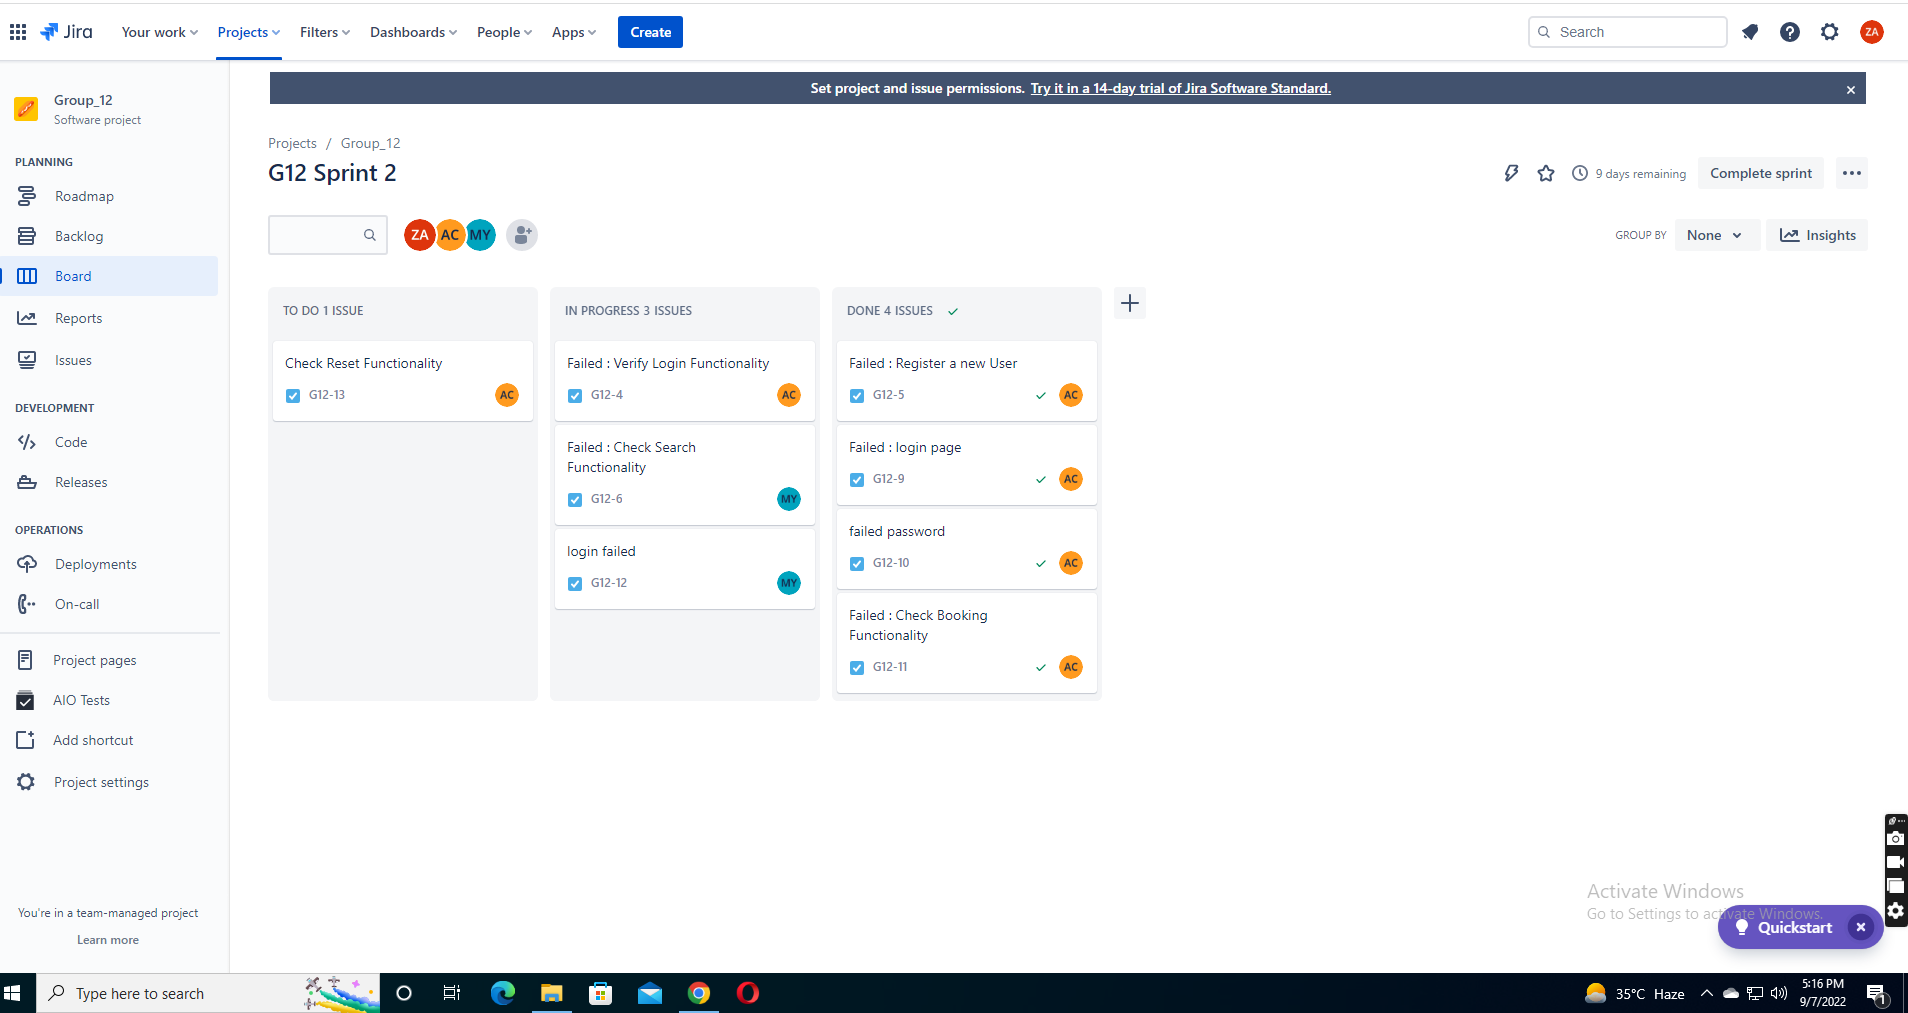 Jira
Your work
Projects
Filters
Dashboards
People
Apps
Create
Search
ZA
Set project and issue permissions. Try it in a 14-day trial of Jira Software Standard.
Group_12
Software project
PLANNING
Roadmap
Backlog
Board
Reports
Issues
DEVELOPMENT
Code
Releases
OPERATIONS
Deployments
On-call
Project pages
AIO Tests
Add shortcut
Project settings
You're in a team-managed project
Learn more
Projects / Group_12
G12 Sprint 2
9 days remaining
Complete sprint
ZA AC MY
GROUP BY
None
Insights
TO DO 1 ISSUE
Check Reset Functionality
G12-13
AC
IN PROGRESS 3 ISSUES
Failed : Verify Login Functionality
G12-4
AC
Failed : Check Search
Functionality
G12-6
MY
login failed
G12-12
MY
DONE 4 ISSUES
Failed : Register a new User
G12-5
AC
Failed : login page
G12-9
AC
failed password
G12-10
AC
Failed : Check Booking
Functionality
G12-11
AC
Activate Windows
Go to Settings to activate Windows.
Quickstart
Type here to search
35°C Haze
5:16 PM
9/7/2022
1